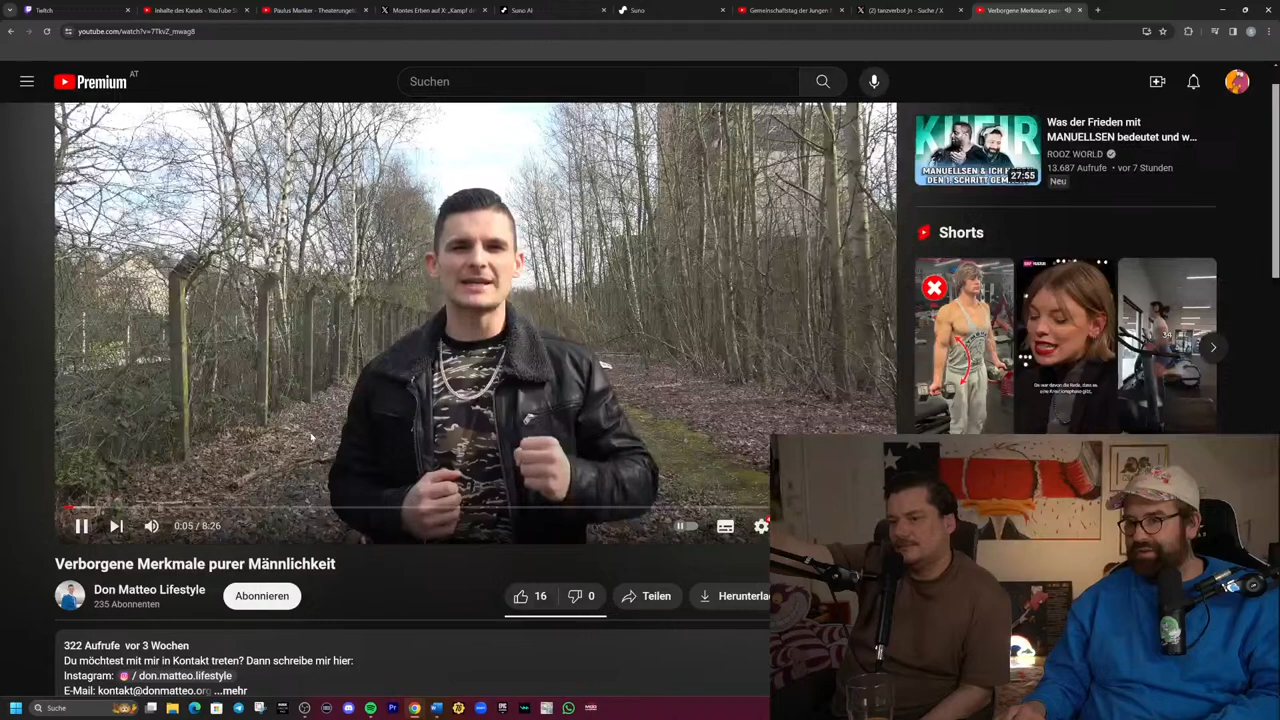 Twitch
Inhalte des Kanals - YouTube S
Paulus Manker - Theaterunget
Montes Erben auf X: „Kampf d
Suno AI
Suno
Gemeinschaftstag der Jungen
(2) tanzverbot jn - Suche / X
Verborgene Merkmale purer
youtube.com/watch?v=7TkvZ_mwag8
Premium AT
Suchen
Was der Frieden mit
MANUELLSEN bedeutet und w...
ROOZ WORLD
13.687 Aufrufe • vor 7 Stunden
Neu
KHEIR
MANUELLSEN & ICH
DEN 1. SCHRITT GEM
27:55
Shorts
34
0:05 / 8:26
Verborgene Merkmale purer Männlichkeit
Don Matteo Lifestyle
235 Abonnenten
Abonnieren
16
0
Teilen
Herunterla
322 Aufrufe vor 3 Wochen
Du möchtest mit mir in Kontakt treten? Dann schreibe mir hier:
Instagram: / don.matteo.lifestyle
E-Mail: kontakt@donmatteo.org ...mehr
Suche